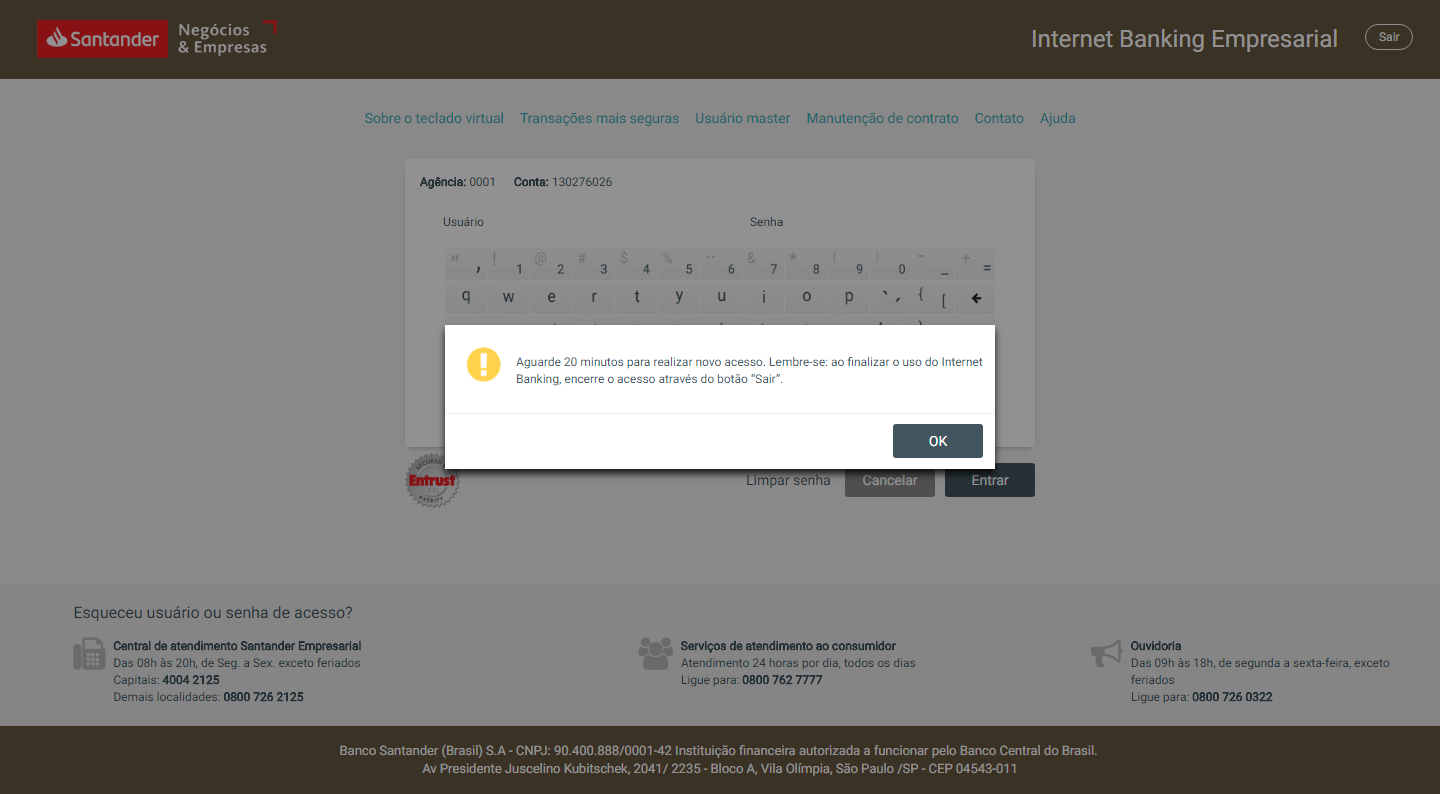 Santander
Negócios
& Empresas
Internet Banking Empresarial
Sair
Sobre o teclado virtual Transações mais seguras Usuário master Manutenção de contrato Contato Ajuda
Agência: 0001 Conta: 130276026
Usuário Senha
" , ! 1 @ 2 # 3 $ 4 % 5 ¨ 6 & 7 * 8 ( 9 ) 0 _ + =
q w e r t y u i o p ` ´ { [
Aguarde 20 minutos para realizar novo acesso. Lembre-se: ao finalizar o uso do Internet
Banking, encerre o acesso através do botão “Sair”.
OK
SECURED
Entrust
VERIFY
Limpar senha Cancelar Entrar
Esqueceu usuário ou senha de acesso?
Central de atendimento Santander Empresarial
Das 08h às 20h, de Seg. a Sex. exceto feriados
Capitais: 4004 2125
Demais localidades: 0800 726 2125
Serviços de atendimento ao consumidor
Atendimento 24 horas por dia, todos os dias
Ligue para: 0800 762 7777
Ouvidoria
Das 09h às 18h, de segunda a sexta-feira, exceto
feriados
Ligue para: 0800 726 0322
Banco Santander (Brasil) S.A - CNPJ: 90.400.888/0001-42 Instituição financeira autorizada a funcionar pelo Banco Central do Brasil.
Av Presidente Juscelino Kubitschek, 2041/ 2235 - Bloco A, Vila Olímpia, São Paulo /SP - CEP 04543-011